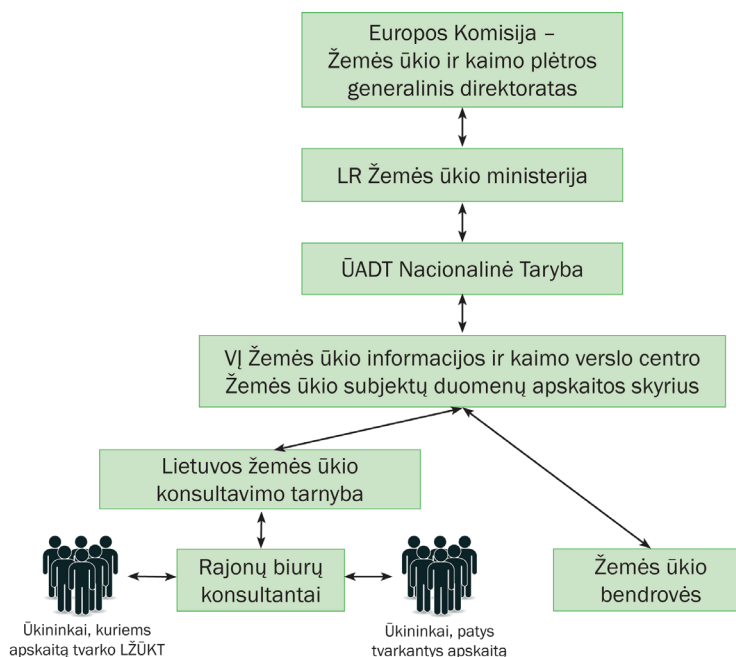 Europos Komisija –
Žemės ūkio ir kaimo plėtros
generalinis direktoratas
LR Žemės ūkio ministerija
ŪADT Nacionalinė Taryba
VĮ Žemės ūkio informacijos ir kaimo verslo centro
Žemės ūkio subjektų duomenų apskaitos skyrius
Lietuvos žemės ūkio
konsultavimo tarnyba
Rajonų biurų
konsultantai
Žemės ūkio
bendrovės
Ūkininkai, kuriems
apskaitą tvarko LŽŪKT
Ūkininkai, patys
tvarkantys apskaitą